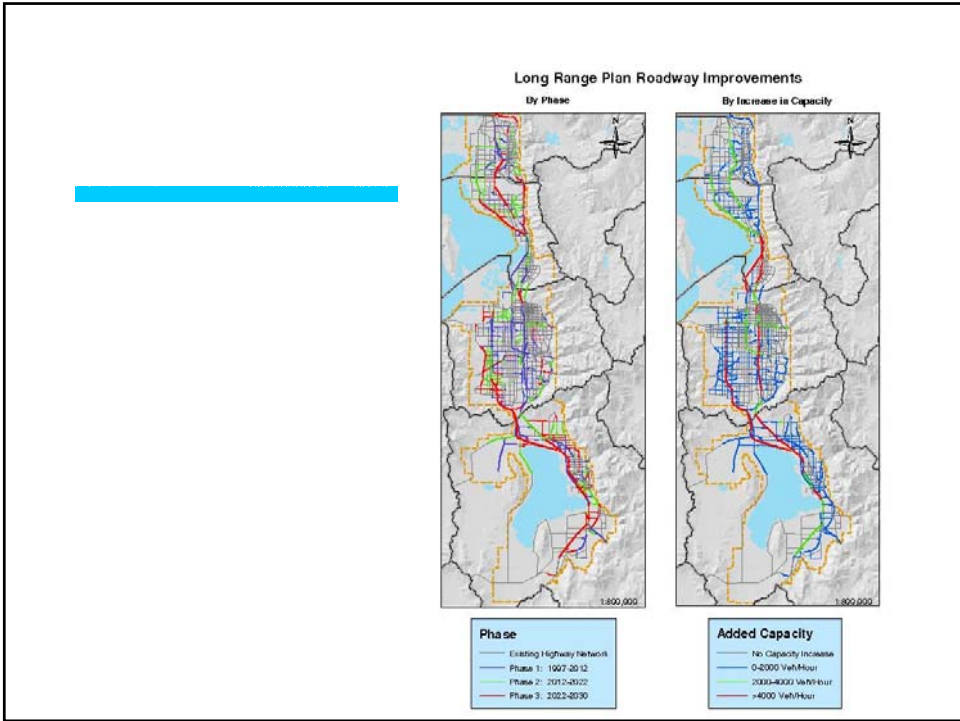 Long Range Plan Roadway Improvements
By Phase
By Increase in Capacity
N
N
1:800,000
1:800,000
Phase
Existing Highway Network
Phase 1: 1997-2012
Phase 2: 2012-2022
Phase 3: 2022-2030
Added Capacity
No Capacity Increase
0-2000 Veh/Hour
2000-4000 Veh/Hour
>4000 Veh/Hour